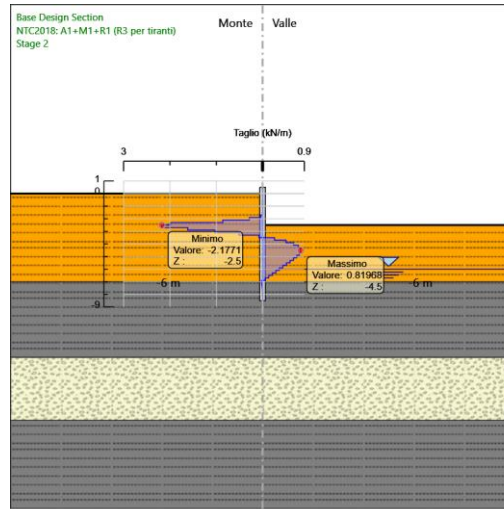 Base Design Section
NTC2018: A1+M1+R1 (R3 per tiranti)
Stage 2
Monte Valle
Taglio (kN/m)
3 0.9
1
0
Minimo
Valore: -2.1771
Z : -2.5
Massimo
Valore: 0.81968
Z : -4.5
-6 m -6 m
-9